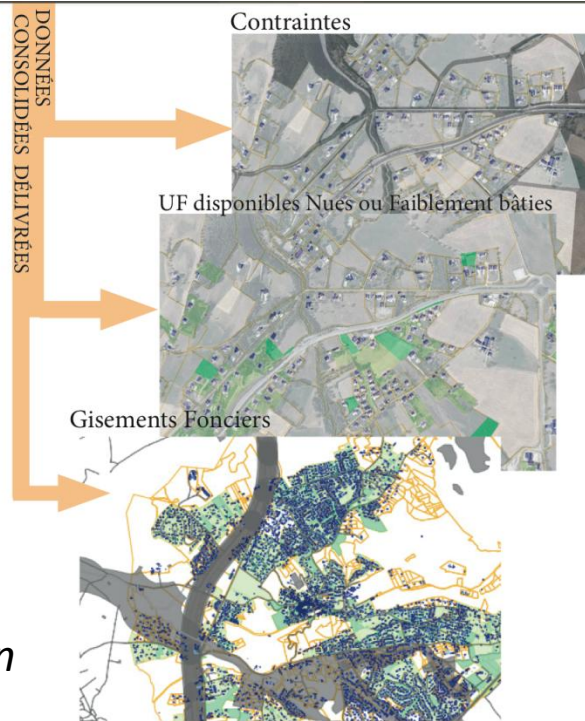 DONNÉES
CONSOLIDÉES DÉLIVRÉES
Contraintes
UF disponibles Nues ou Faiblement bâties
Gisements Fonciers
n